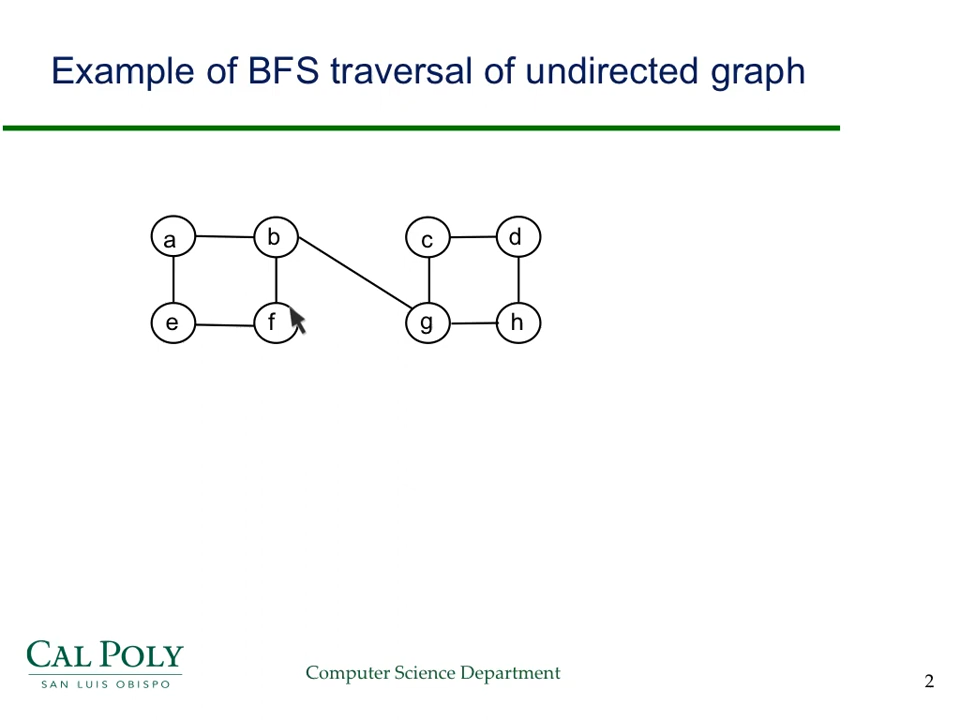 Example of BFS traversal of undirected graph
a b c d
e f g h
CAL POLY
SAN LUIS OBISPO
Computer Science Department
2